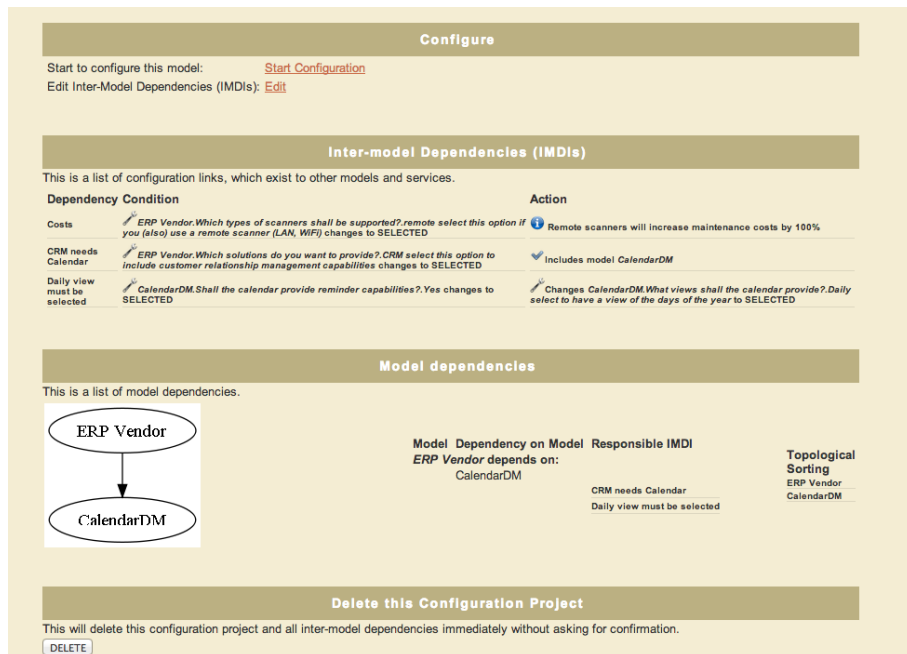 Configure
Start to configure this model: Start Configuration
Edit Inter-Model Dependencies (IMDIs): Edit
Inter-model Dependencies (IMDIs)
This is a list of configuration links, which exist to other models and services.
Dependency Condition Action
Costs
ERP Vendor.Which types of scanners shall be supported?.remote select this option if
you (also) use a remote scanner (LAN, WiFi) changes to SELECTED
Remote scanners will increase maintenance costs by 100%
CRM needs
Calendar
ERP Vendor.Which solutions do you want to provide?.CRM select this option to
include customer relationship management capabilities changes to SELECTED
Includes model CalendarDM
Daily view
must be
selected
CalendarDM.Shall the calendar provide reminder capabilities?.Yes changes to
SELECTED
Changes CalendarDM.What views shall the calendar provide?.Daily
select to have a view of the days of the year to SELECTED
Model dependencies
This is a list of model dependencies.
ERP Vendor
CalendarDM
Model Dependency on Model Responsible IMDI
ERP Vendor depends on:
CalendarDM
CRM needs Calendar
Daily view must be selected
Topological
Sorting
ERP Vendor
CalendarDM
Delete this Configuration Project
This will delete this configuration project and all inter-model dependencies immediately without asking for confirmation.
DELETE